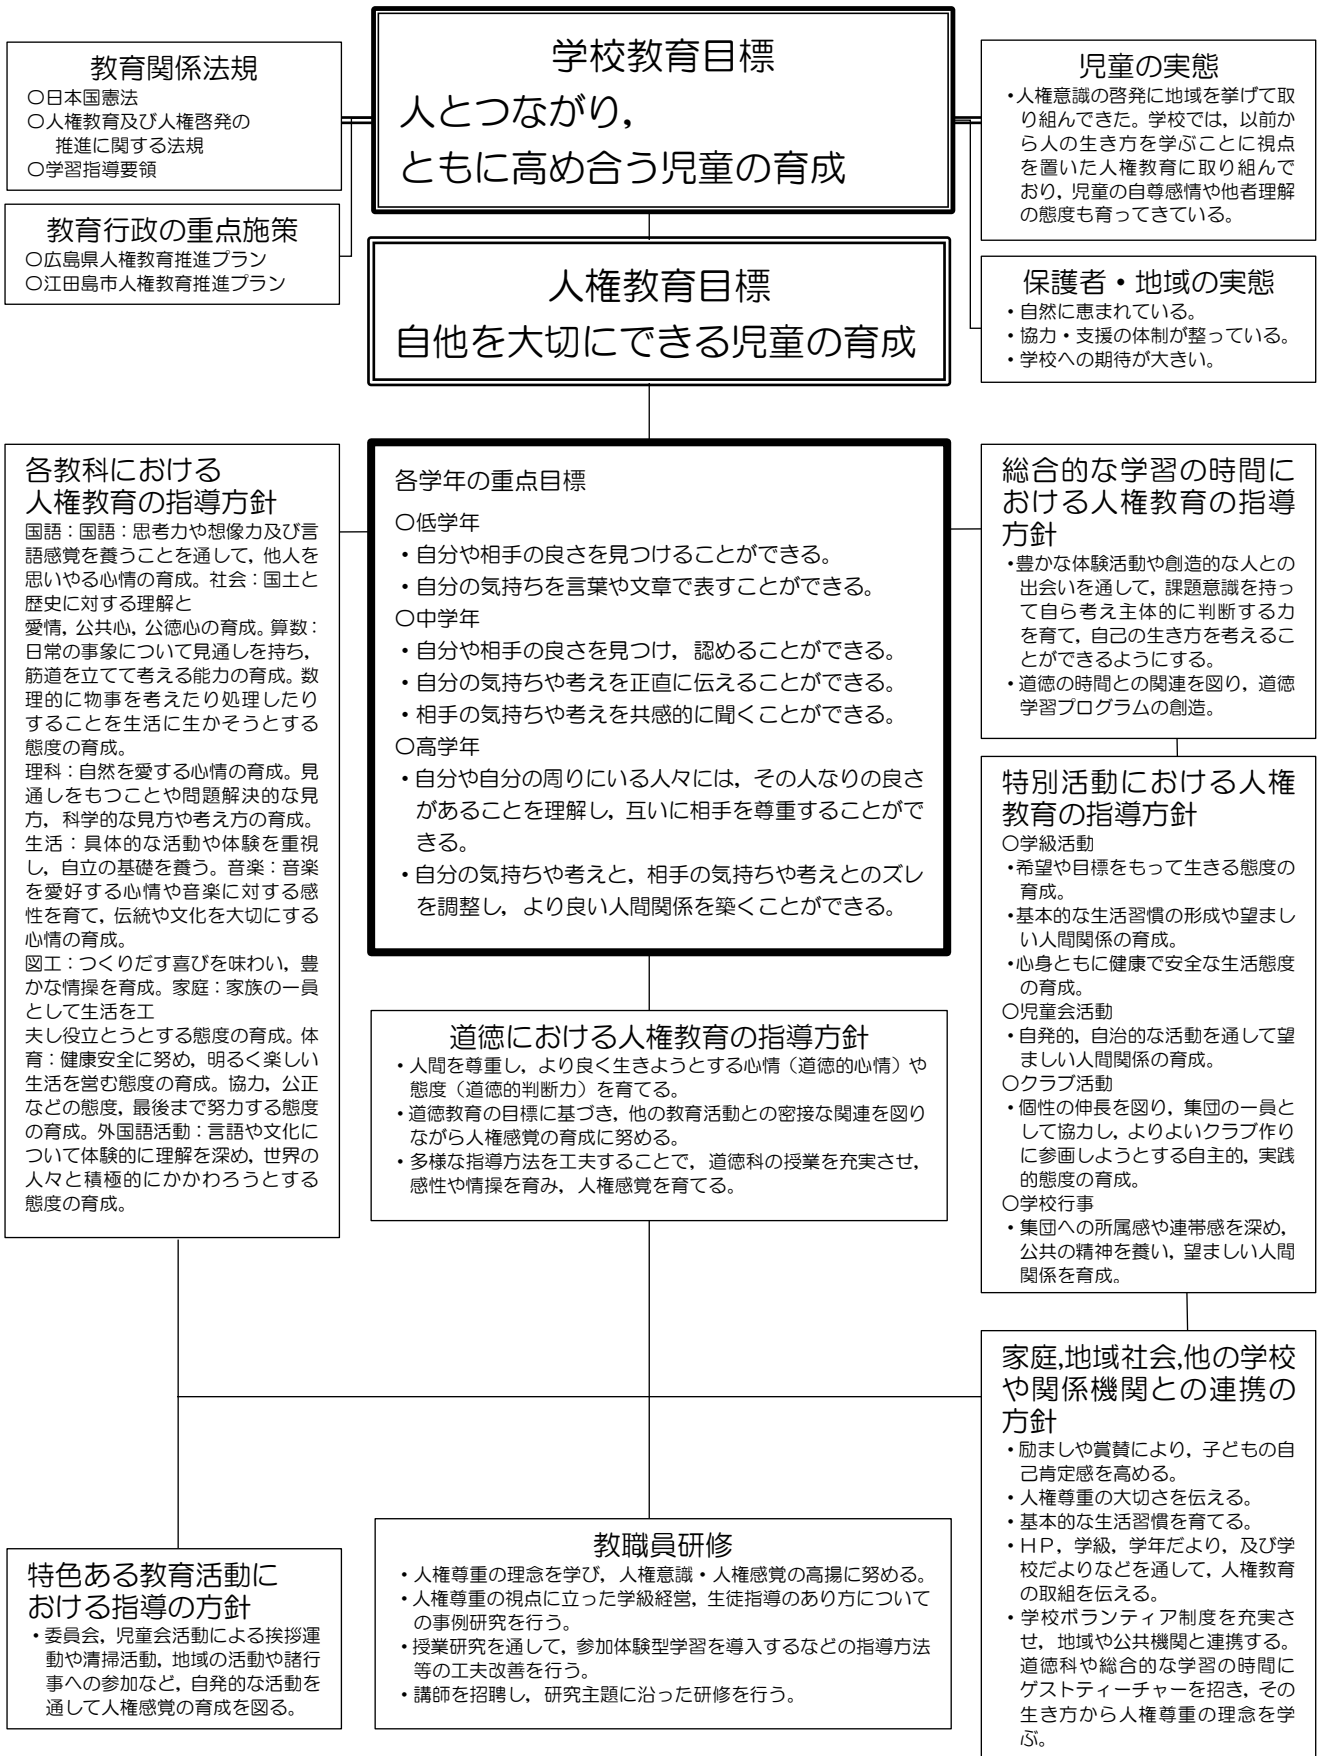 学校教育目標
人とつながり，
ともに高め合う児童の育成
教育関係法規
○日本国憲法
○人権教育及び人権啓発の
推進に関する法規
○学習指導要領
教育行政の重点施策
○広島県人権教育推進プラン
○江田島市人権教育推進プラン
児童の実態
・人権意識の啓発に地域を挙げて取
り組んできた。学校では，以前か
ら人の生き方を学ぶことに視点
を置いた人権教育に取り組んで
おり，児童の自尊感情や他者理解
の態度も育ってきている。
保護者・地域の実態
・自然に恵まれている。
・協力・支援の体制が整っている。
・学校への期待が大きい。
人権教育目標
自他を大切にできる児童の育成
各教科における
人権教育の指導方針
国語：国語：思考力や想像力及び言
語感覚を養うことを通して，他人を
思いやる心情の育成。社会：国土と
歴史に対する理解と
愛情，公共心，公徳心の育成。算数：
日常の事象について見通しを持ち，
筋道を立てて考える能力の育成。数
理的に物事を考えたり処理したり
することを生活に生かそうとする
態度の育成。
理科：自然を愛する心情の育成。見
通しをもつことや問題解決的な見
方，科学的な見方や考え方の育成。
生活：具体的な活動や体験を重視
し，自立の基礎を養う。音楽：音楽
を愛好する心情や音楽に対する感
性を育て，伝統や文化を大切にする
心情の育成。
図工：つくりだす喜びを味わい，豊
かな情操を育成。家庭：家族の一員
として生活を工
夫し役立とうとする態度の育成。体
育：健康安全に努め，明るく楽しい
生活を営む態度の育成。協力，公正
などの態度，最後まで努力する態度
の育成。外国語活動：言語や文化に
ついて体験的に理解を深め，世界の
人々と積極的にかかわろうとする
態度の育成。
各学年の重点目標
○低学年
・自分や相手の良さを見つけることができる。
・自分の気持ちを言葉や文章で表すことができる。
○中学年
・自分や相手の良さを見つけ，認めることができる。
・自分の気持ちや考えを正直に伝えることができる。
・相手の気持ちや考えを共感的に聞くことができる。
○高学年
・自分や自分の周りにいる人々には，その人なりの良さ
があることを理解し，互いに相手を尊重することがで
きる。
・自分の気持ちや考えと，相手の気持ちや考えとのズレ
を調整し，より良い人間関係を築くことができる。
総合的な学習の時間に
おける人権教育の指導
方針
・豊かな体験活動や創造的な人との
出会いを通して，課題意識を持っ
て自ら考え主体的に判断する力
を育て，自己の生き方を考えるこ
とができるようにする。
・道徳の時間との関連を図り，道徳
学習プログラムの創造。
特別活動における人権
教育の指導方針
○学級活動
・希望や目標をもって生きる態度の
育成。
・基本的な生活習慣の形成や望まし
い人間関係の育成。
・心身ともに健康で安全な生活態度
の育成。
○児童会活動
・自発的，自治的な活動を通して望
ましい人間関係の育成。
○クラブ活動
・個性の伸長を図り，集団の一員と
して協力し，よりよいクラブ作り
に参画しようとする自主的，実践
的態度の育成。
○学校行事
・集団への所属感や連帯感を深め，
公共の精神を養い，望ましい人間
関係を育成。
道徳における人権教育の指導方針
・人間を尊重し，より良く生きようとする心情（道徳的心情）や
態度（道徳的判断力）を育てる。
・道徳教育の目標に基づき，他の教育活動との密接な関連を図り
ながら人権感覚の育成に努める。
・多様な指導方法を工夫することで，道徳科の授業を充実させ，
感性や情操を育み，人権感覚を育てる。
家庭,地域社会,他の学校
や関係機関との連携の
方針
・励ましや賞賛により，子どもの自
己肯定感を高める。
・人権尊重の大切さを伝える。
・基本的な生活習慣を育てる。
・ＨＰ，学級，学年だより，及び学
校だよりなどを通して，人権教育
の取組を伝える。
・学校ボランティア制度を充実さ
せ，地域や公共機関と連携する。
道徳科や総合的な学習の時間に
ゲストティーチャーを招き，その
生き方から人権尊重の理念を学
ぶ。
特色ある教育活動に
おける指導の方針
・委員会，児童会活動による挨拶運
動や清掃活動，地域の活動や諸行
事への参加など，自発的な活動を
通して人権感覚の育成を図る。
教職員研修
・人権尊重の理念を学び，人権意識・人権感覚の高揚に努める。
・人権尊重の視点に立った学級経営，生徒指導のあり方について
の事例研究を行う。
・授業研究を通して，参加体験型学習を導入するなどの指導方法
等の工夫改善を行う。
・講師を招聘し，研究主題に沿った研修を行う。